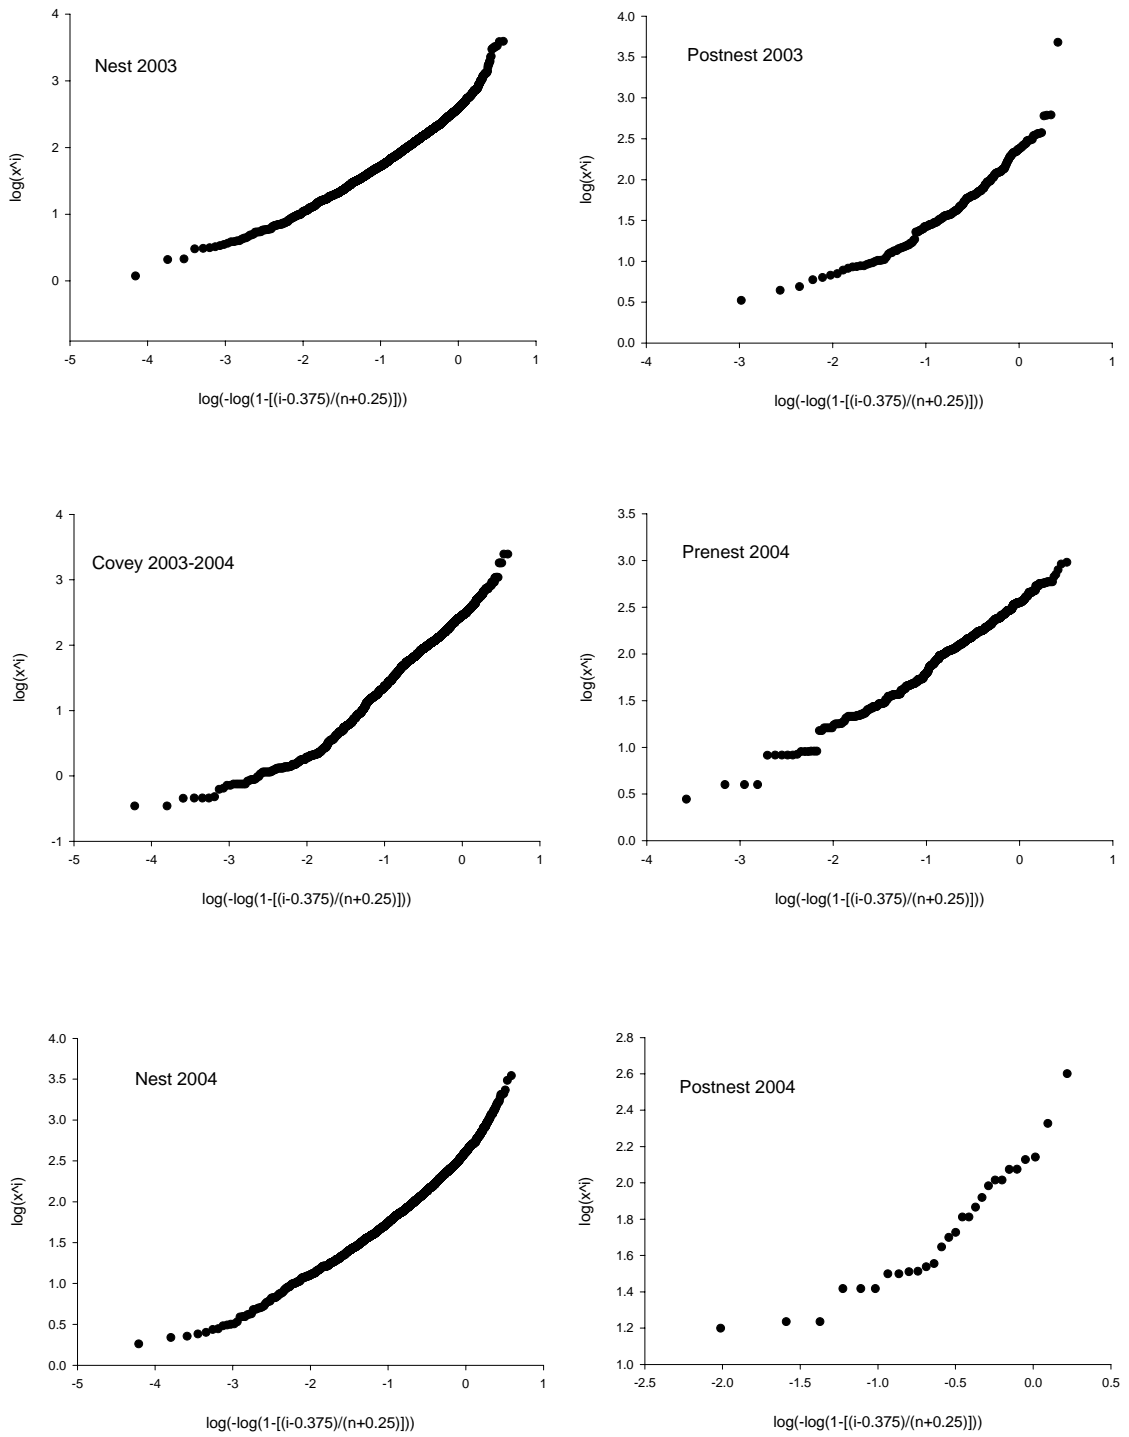 Nest 2003
4
3
2
1
0
log(x^i)
-5 -4 -3 -2 -1 0 1
log(-log(1-[(i-0.375)/(n+0.25)]))
Postnest 2003
4.0
3.5
3.0
2.5
2.0
1.5
1.0
0.5
0.0
log(x^i)
-4 -3 -2 -1 0 1
log(-log(1-[(i-0.375)/(n+0.25)]))
Covey 2003-2004
4
3
2
1
0
-1
log(x^i)
-5 -4 -3 -2 -1 0 1
log(-log(1-[(i-0.375)/(n+0.25)]))
Prenest 2004
3.5
3.0
2.5
2.0
1.5
1.0
0.5
0.0
log(x^i)
-4 -3 -2 -1 0 1
log(-log(1-[(i-0.375)/(n+0.25)]))
Nest 2004
4.0
3.5
3.0
2.5
2.0
1.5
1.0
0.5
0.0
log(x^i)
-5 -4 -3 -2 -1 0 1
log(-log(1-[(i-0.375)/(n+0.25)]))
Postnest 2004
2.8
2.6
2.4
2.2
2.0
1.8
1.6
1.4
1.2
1.0
log(x^i)
-2.5 -2.0 -1.5 -1.0 -0.5 0.0 0.5
log(-log(1-[(i-0.375)/(n+0.25)]))